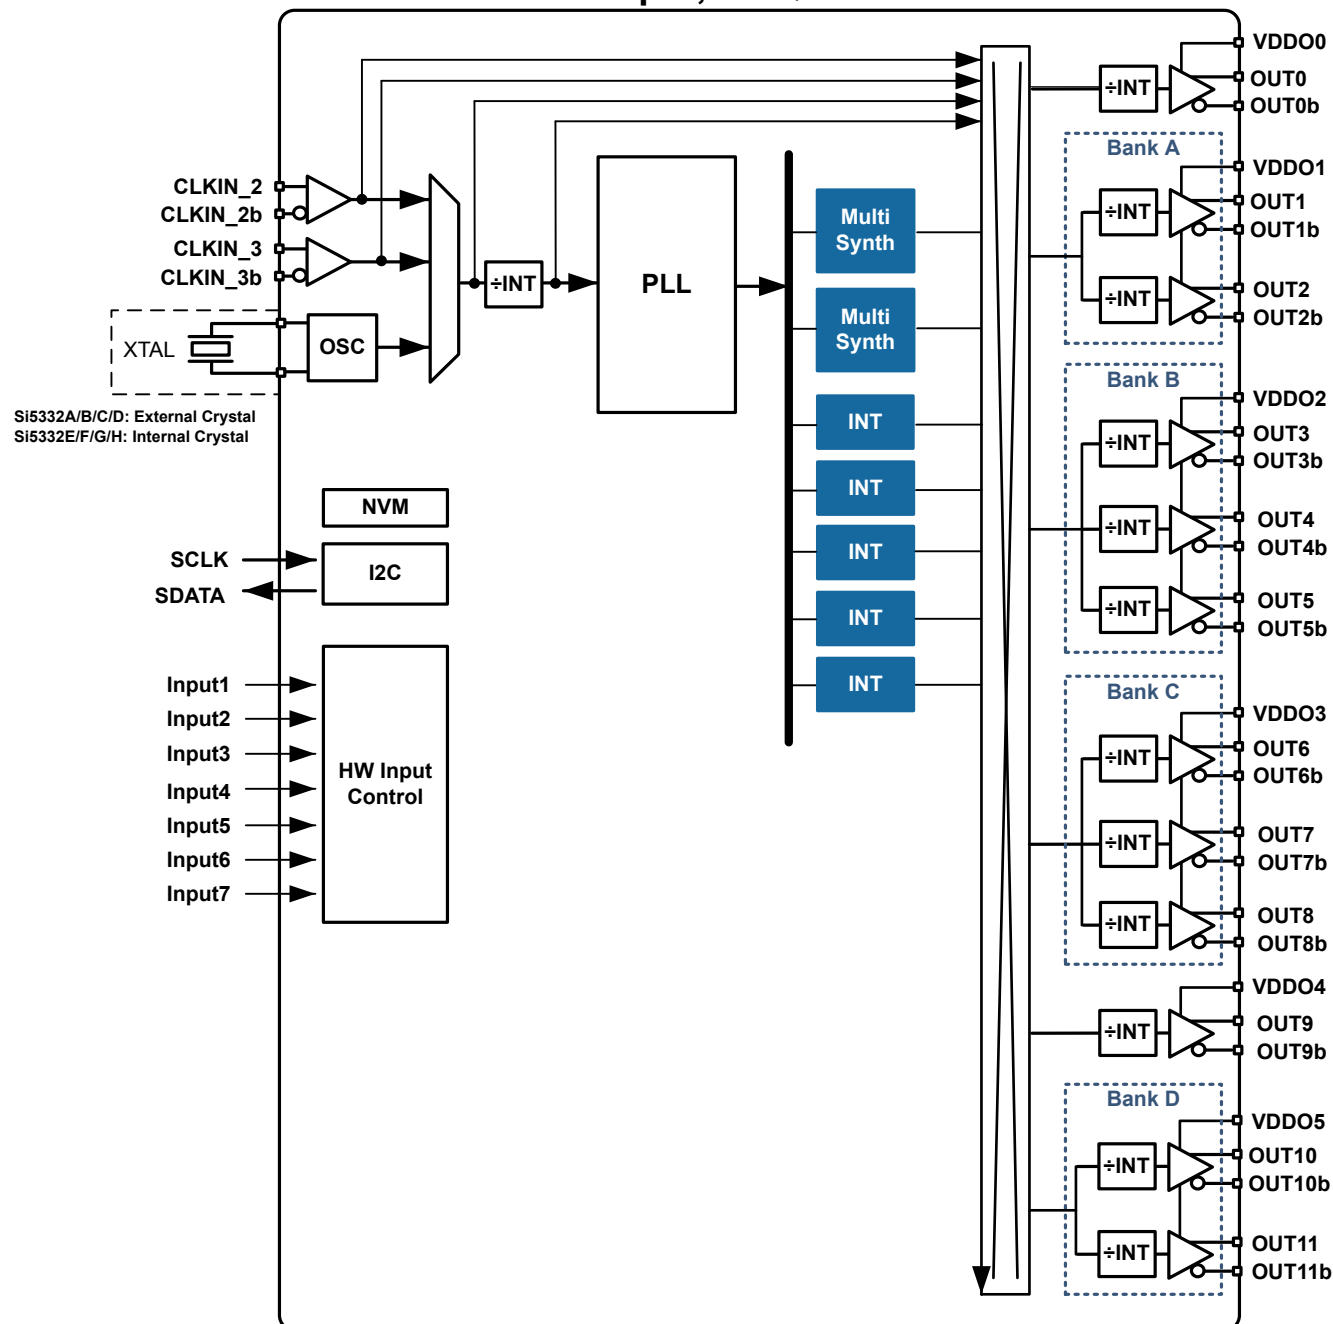 CLKIN_2
CLKIN_2b
CLKIN_3
CLKIN_3b
XTAL
OSC
Si5332A/B/C/D: External Crystal
Si5332E/F/G/H: Internal Crystal
÷INT
PLL
Multi
Synth
Multi
Synth
INT
INT
INT
INT
INT
NVM
SCLK
SDATA
I2C
Input1
Input2
Input3
Input4
Input5
Input6
Input7
HW Input
Control
÷INT
VDDO0
OUT0
OUT0b
Bank A
÷INT
÷INT
VDDO1
OUT1
OUT1b
OUT2
OUT2b
Bank B
÷INT
÷INT
÷INT
VDDO2
OUT3
OUT3b
OUT4
OUT4b
OUT5
OUT5b
Bank C
÷INT
÷INT
÷INT
VDDO3
OUT6
OUT6b
OUT7
OUT7b
OUT8
OUT8b
÷INT
VDDO4
OUT9
OUT9b
Bank D
÷INT
÷INT
VDDO5
OUT10
OUT10b
OUT11
OUT11b